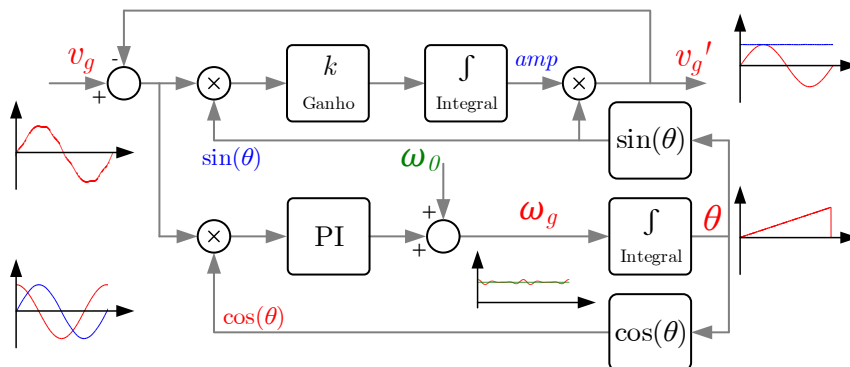 v_g
-
+
×
k
Ganho
∫
Integral
amp
×
v_g'
sin(θ)
sin(θ)
ω_0
+
+
×
PI
ω_g
∫
Integral
θ
cos(θ)
cos(θ)